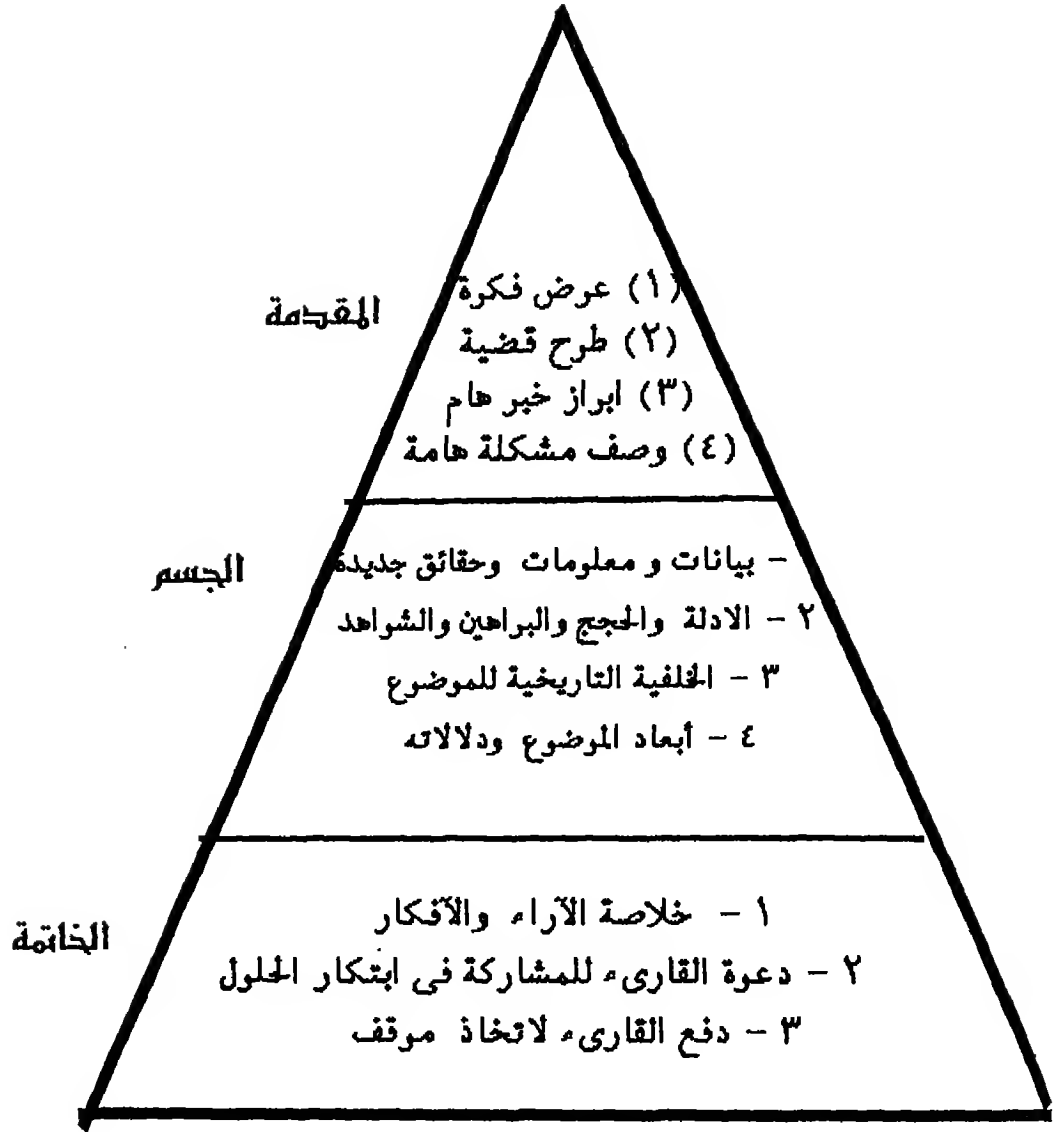 المقدمة
(١) عرض فكرة
(٢) طرح قضية
(٣) ابراز خبر هام
(٤) وصف مشكلة هامة
الجسم
- بيانات و معلومات وحقائق جديدة
٢ - الادلة والحجج والبراهين والشواهد
٣ - الخلفية التاريخية للموضوع
٤ - أبعاد الموضوع ودلالاته
الخاتمة
١ - خلاصة الآراء والآفكار
٢ - دعوة القارىء للمشاركة فى ابتكار الحلول
٣ - دفع القارىء لاتخاذ موقف